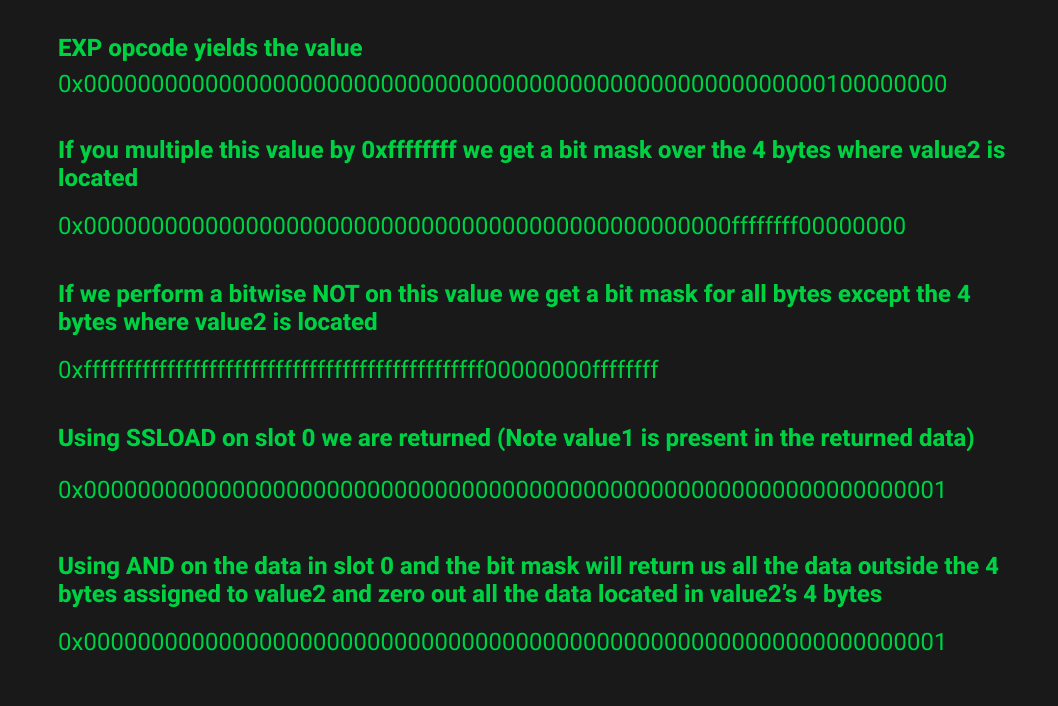 EXP opcode yields the value
0x0000000000000000000000000000000000000000000000000000000100000000
If you multiple this value by 0xffffffff we get a bit mask over the 4 bytes where value2 is
located
0x000000000000000000000000000000000000000000000000ffffffff00000000
If we perform a bitwise NOT on this value we get a bit mask for all bytes except the 4
bytes where value2 is located
0xffffffffffffffffffffffffffffffffffffffffffffffff00000000ffffffff
Using SSLOAD on slot 0 we are returned (Note value1 is present in the returned data)
0x0000000000000000000000000000000000000000000000000000000000000001
Using AND on the data in slot 0 and the bit mask will return us all the data outside the 4
bytes assigned to value2 and zero out all the data located in value2’s 4 bytes
0x0000000000000000000000000000000000000000000000000000000000000001